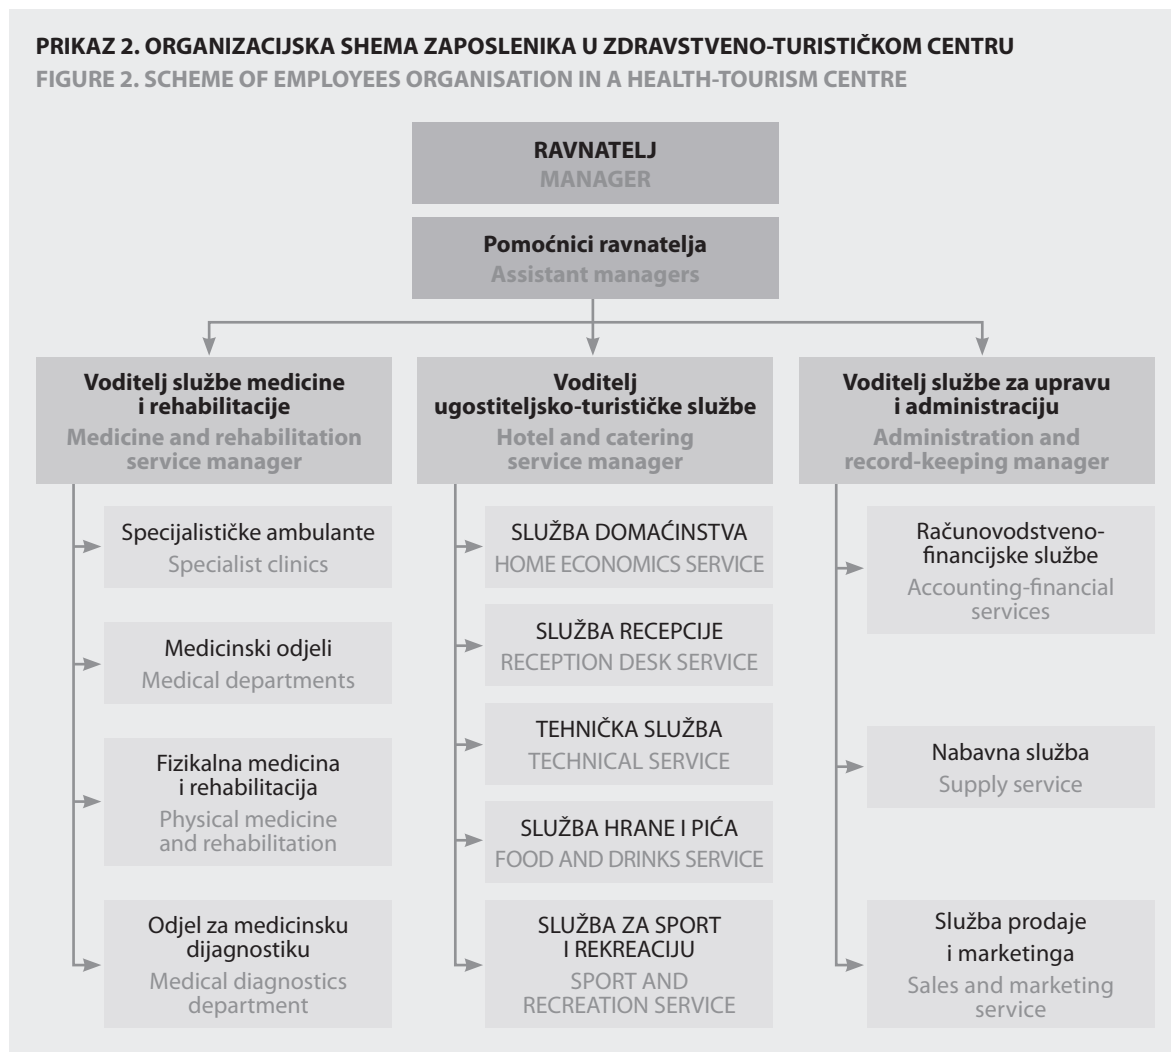 PRIKAZ 2. ORGANIZACIJSKA SHEMA ZAPOSLENIKA U ZDRAVSTVENO-TURISTIČKOM CENTRU
FIGURE 2. SCHEME OF EMPLOYEES ORGANISATION IN A HEALTH-TOURISM CENTRE
RAVNATELJ
MANAGER
Pomoćnici ravnatelja
Assistant managers
Voditelj službe medicine
i rehabilitacije
Medicine and rehabilitation
service manager
Specijalističke ambulante
Specialist clinics
Medicinski odjeli
Medical departments
Fizikalna medicina
i rehabilitacija
Physical medicine
and rehabilitation
Odjel za medicinsku
dijagnostiku
Medical diagnostics
department
Voditelj
ugostiteljsko-turističke službe
Hotel and catering
service manager
SLUŽBA DOMAĆINSTVA
HOME ECONOMICS SERVICE
SLUŽBA RECEPCIJE
RECEPTION DESK SERVICE
TEHNIČKA SLUŽBA
TECHNICAL SERVICE
SLUŽBA HRANE I PIĆA
FOOD AND DRINKS SERVICE
SLUŽBA ZA SPORT
I REKREACIJU
SPORT AND
RECREATION SERVICE
Voditelj službe za upravu
i administraciju
Administration and
record-keeping manager
Računovodstveno-
financijske službe
Accounting-financial
services
Nabavna služba
Supply service
Služba prodaje
i marketinga
Sales and marketing
service